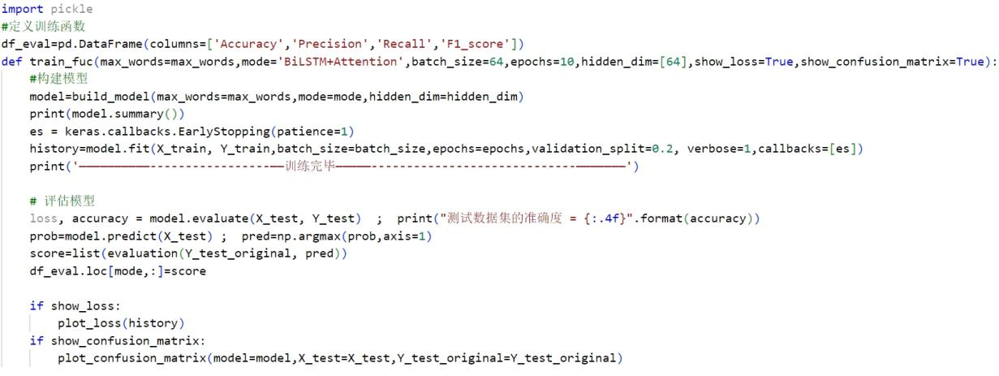 import pickle
#定义训练函数
df_eval=pd.DataFrame(columns=['Accuracy','Precision','Recall','F1_score'])
def train_fuc(max_words=max_words,mode='BiLSTM+Attention',batch_size=64,epochs=10,hidden_dim=[64],show_loss=True,show_confusion_matrix=True):
    #构建模型
    model=build_model(max_words=max_words,mode=mode,hidden_dim=hidden_dim)
    print(model.summary())
    es = keras.callbacks.EarlyStopping(patience=1)
    history=model.fit(X_train, Y_train,batch_size=batch_size,epochs=epochs,validation_split=0.2, verbose=1,callbacks=[es])
    print('——————————-----------------——训练完毕—————-----------------------------———————')
    # 评估模型
    loss, accuracy = model.evaluate(X_test, Y_test)  ;  print("测试数据集的准确度 = {:.4f}".format(accuracy))
    prob=model.predict(X_test) ;  pred=np.argmax(prob,axis=1)
    score=list(evaluation(Y_test_original, pred))
    df_eval.loc[mode,:]=score
    if show_loss:
        plot_loss(history)
    if show_confusion_matrix:
        plot_confusion_matrix(model=model,X_test=X_test,Y_test_original=Y_test_original)